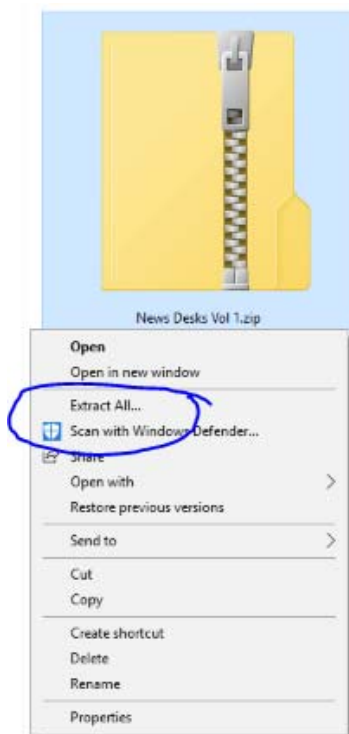 News Desks Vol 1.zip
Open
Open in new window
Extract All...
Scan with Windows Defender...
Share
Open with
Restore previous versions
Send to
Cut
Copy
Create shortcut
Delete
Rename
Properties